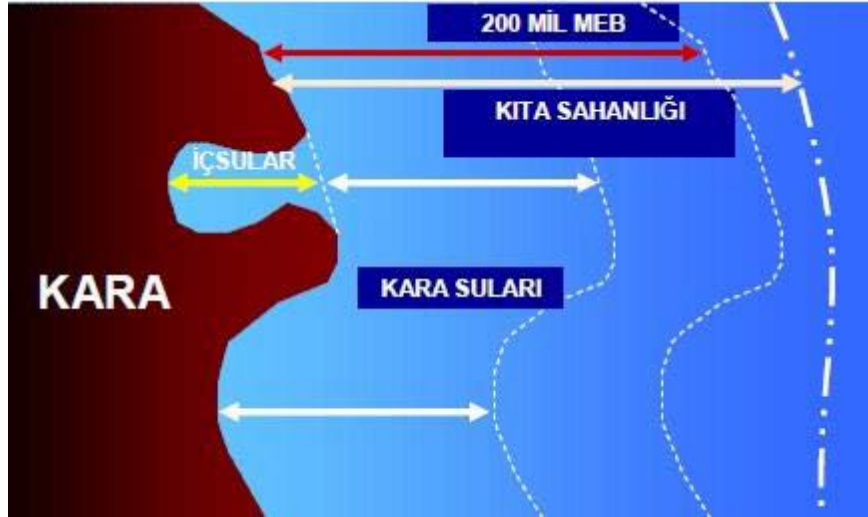 200 MİL MEB
KITA SAHANLIĞI
İÇSULAR
KARA
KARA SULARI